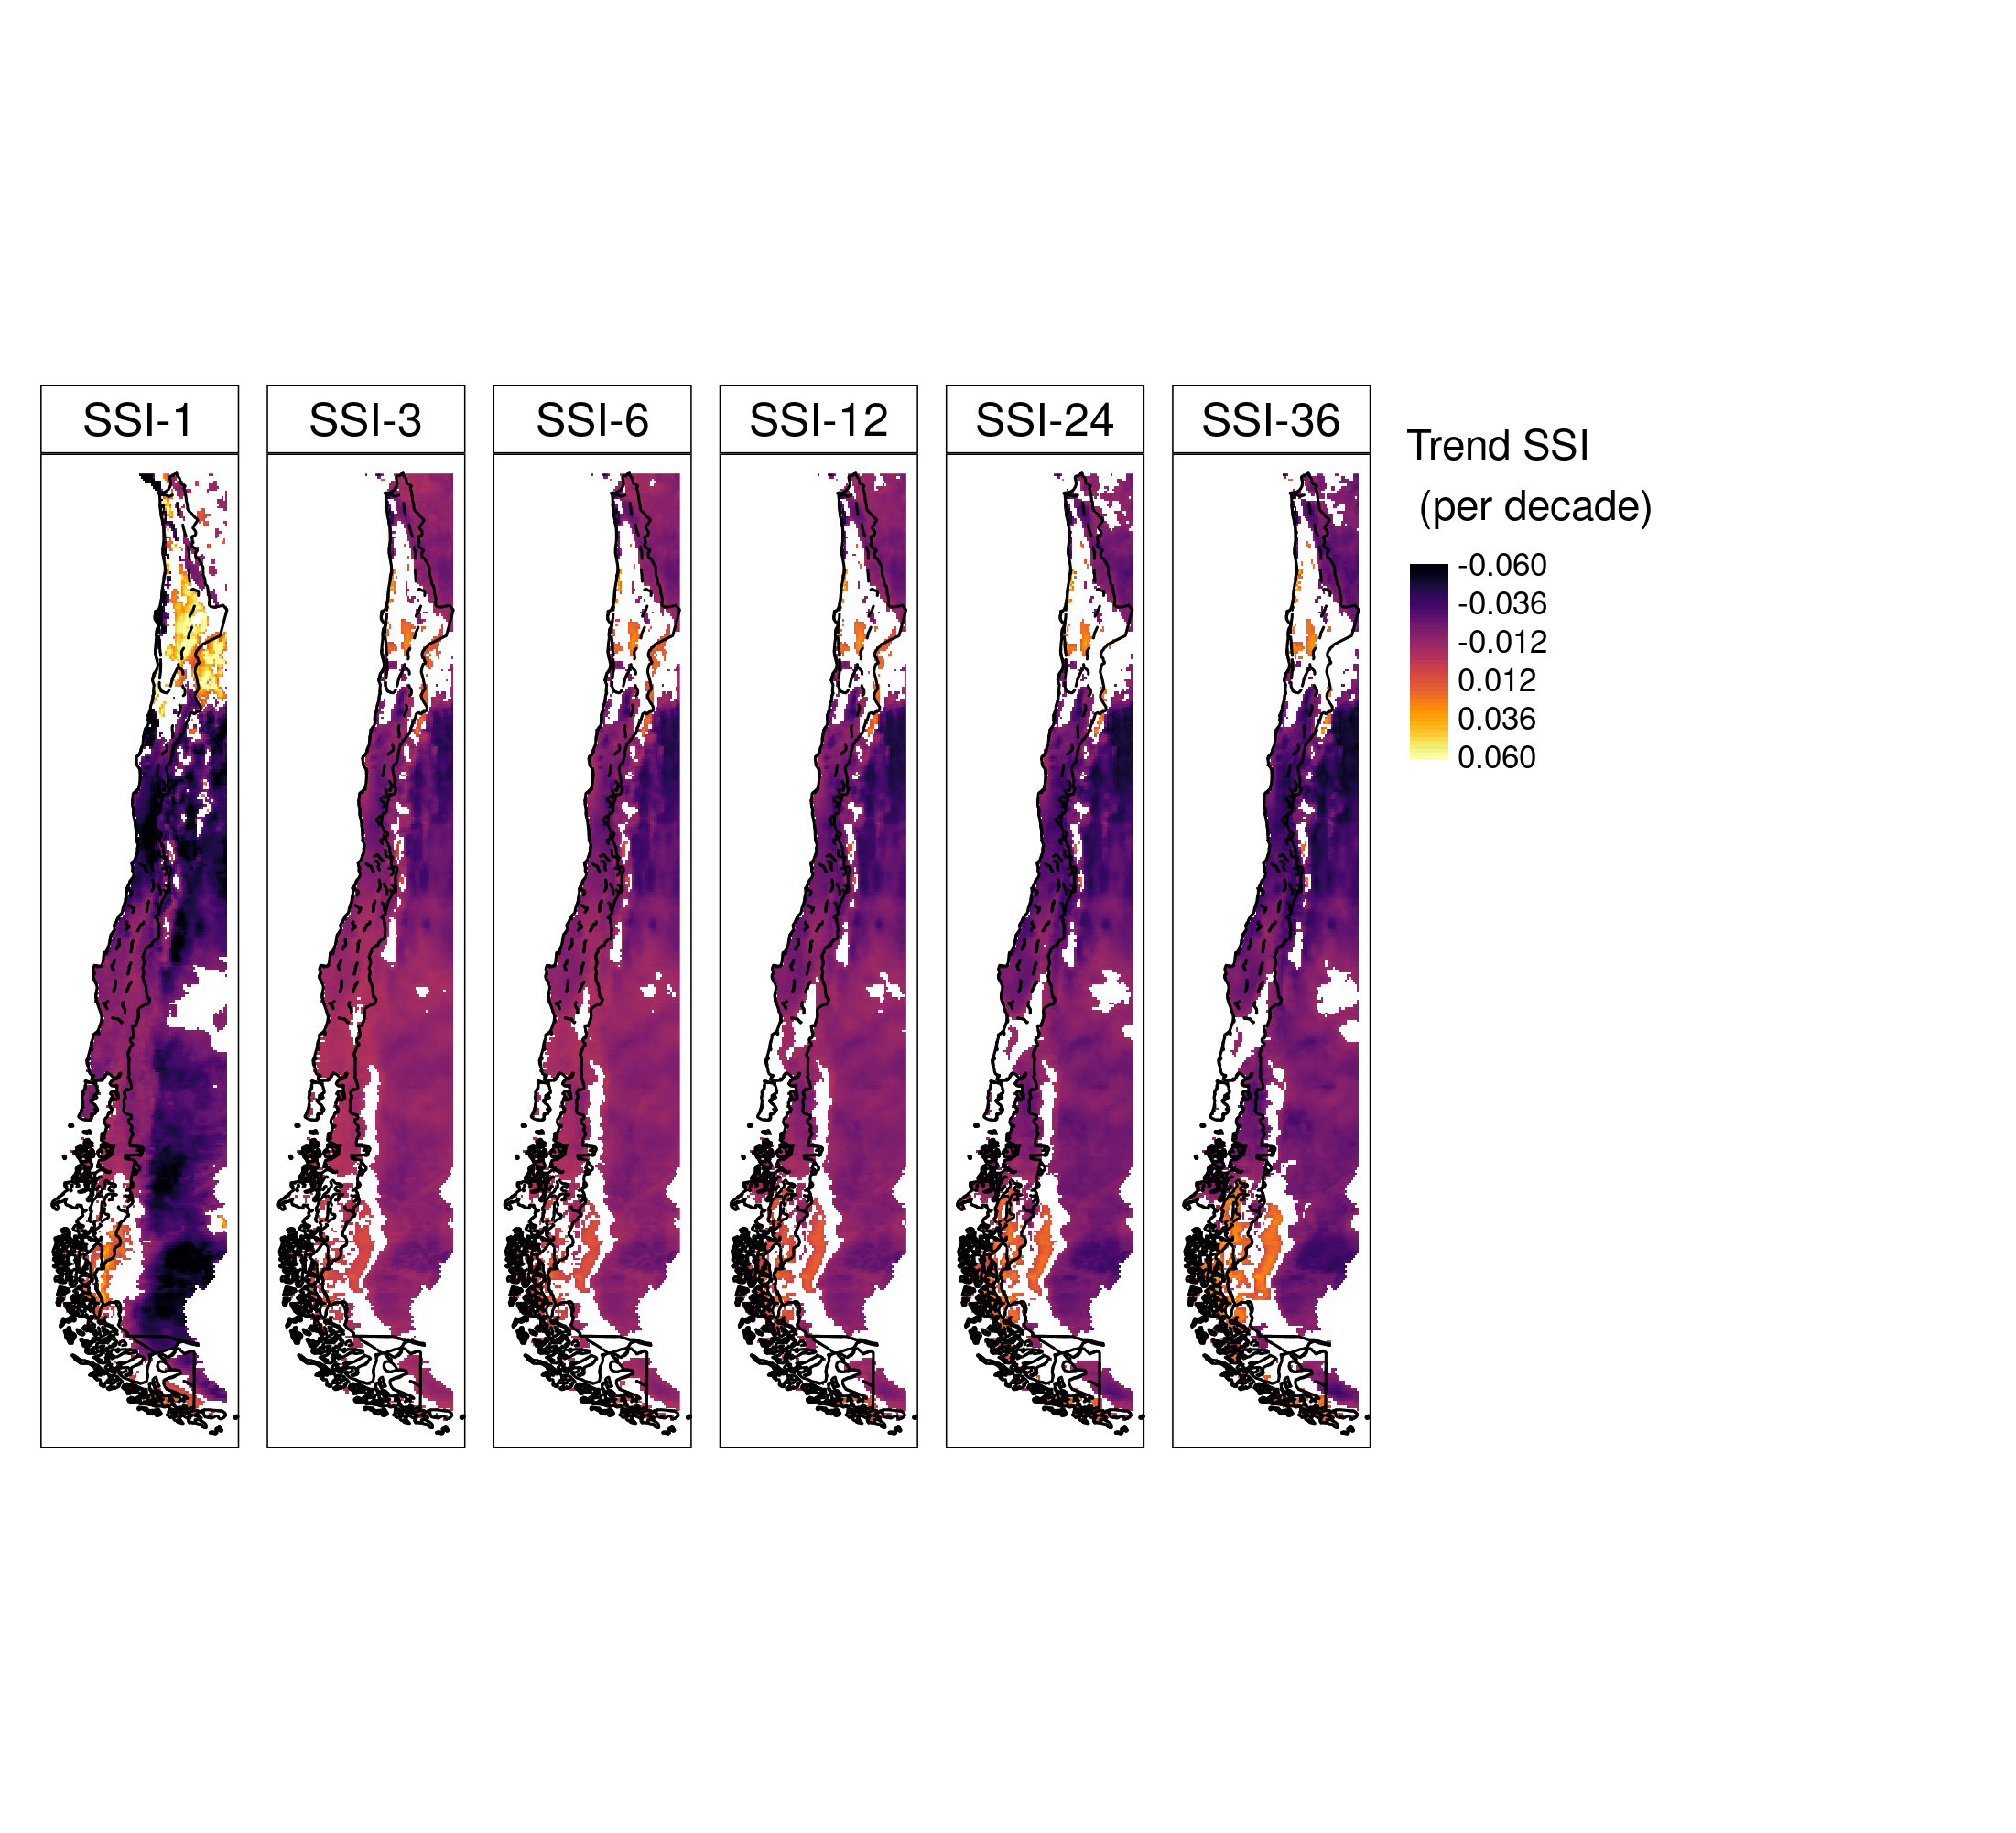 SSI-1
SSI-3
SSI-6
SSI-12
SSI-24
SSI-36
Trend SSI
(per decade)
-0.060
-0.036
-0.012
0.012
0.036
0.060